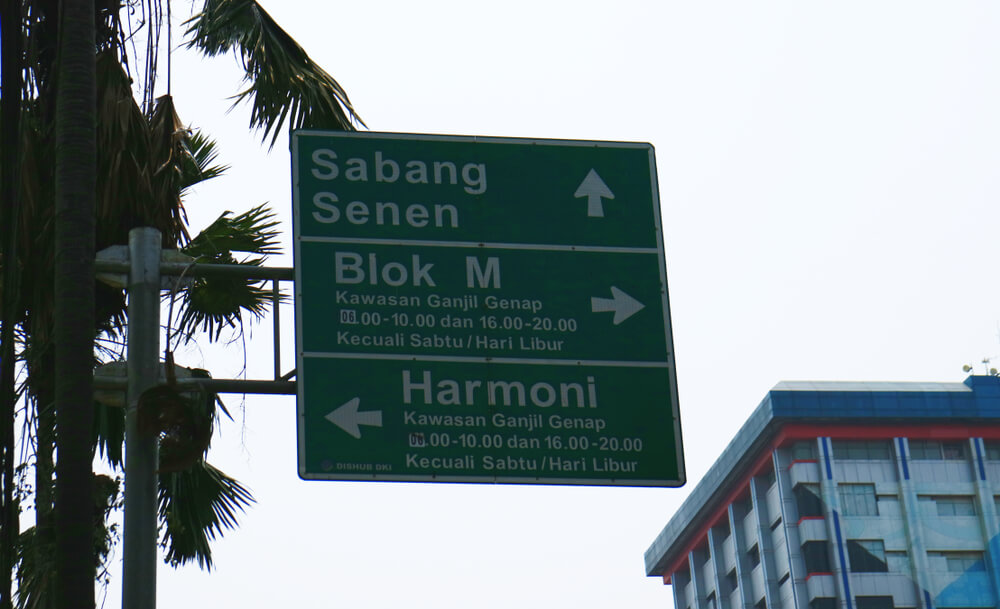 Sabang
Senen
Blok M
Kawasan Ganjil Genap
06.00-10.00 dan 16.00-20.00
Kecuali Sabtu/Hari Libur
Harmoni
Kawasan Ganjil Genap
06.00-10.00 dan 16.00-20.00
Kecuali Sabtu/Hari Libur
DISHUB DKI